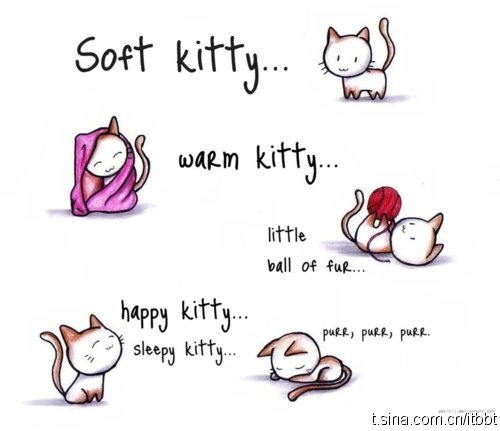 Soft kitty...
warm kitty...
little
ball of fur...
happy kitty...
sleepy kitty...
purr, purr, purr.
t.sina.com.cn/itbbt